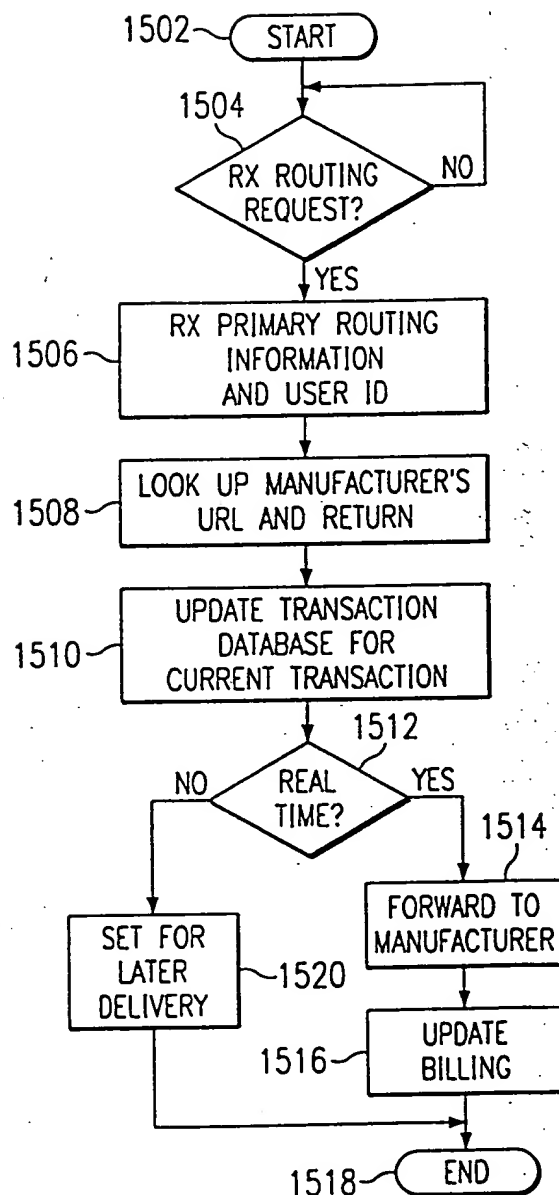 1502
START
1504
RX ROUTING
REQUEST?
NO
YES
1506
RX PRIMARY ROUTING
INFORMATION
AND USER ID
1508
LOOK UP MANUFACTURER'S
URL AND RETURN
1510
UPDATE TRANSACTION
DATABASE FOR
CURRENT TRANSACTION
1512
NO
REAL
TIME?
YES
1514
FORWARD TO
MANUFACTURER
SET FOR
LATER
DELIVERY
1520
1516
UPDATE
BILLING
1518
END